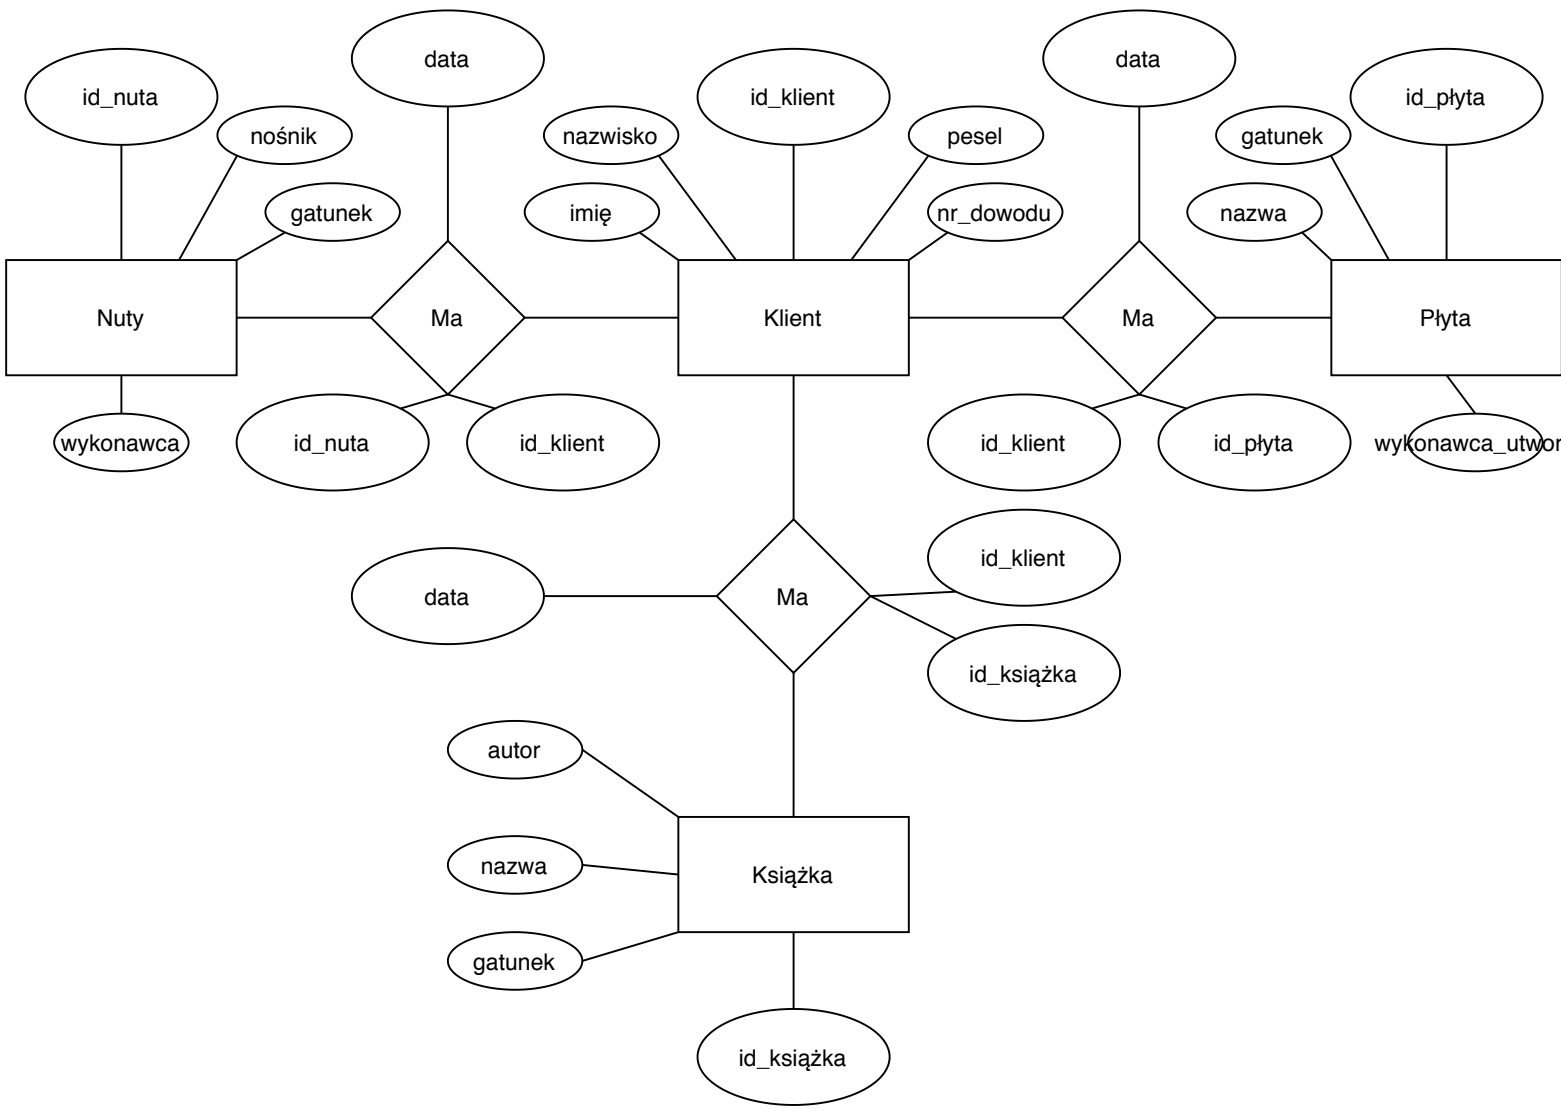 data
data
id_nuta
id_klient
id_płyta
nośnik
nazwisko
pesel
gatunek
gatunek
imię
nr_dowodu
nazwa
Nuty
Ma
Klient
Ma
Płyta
wykonawca
id_nuta
id_klient
id_klient
id_płyta
wykonawca_utwor
id_klient
data
Ma
id_książka
autor
nazwa
Książka
gatunek
id_książka